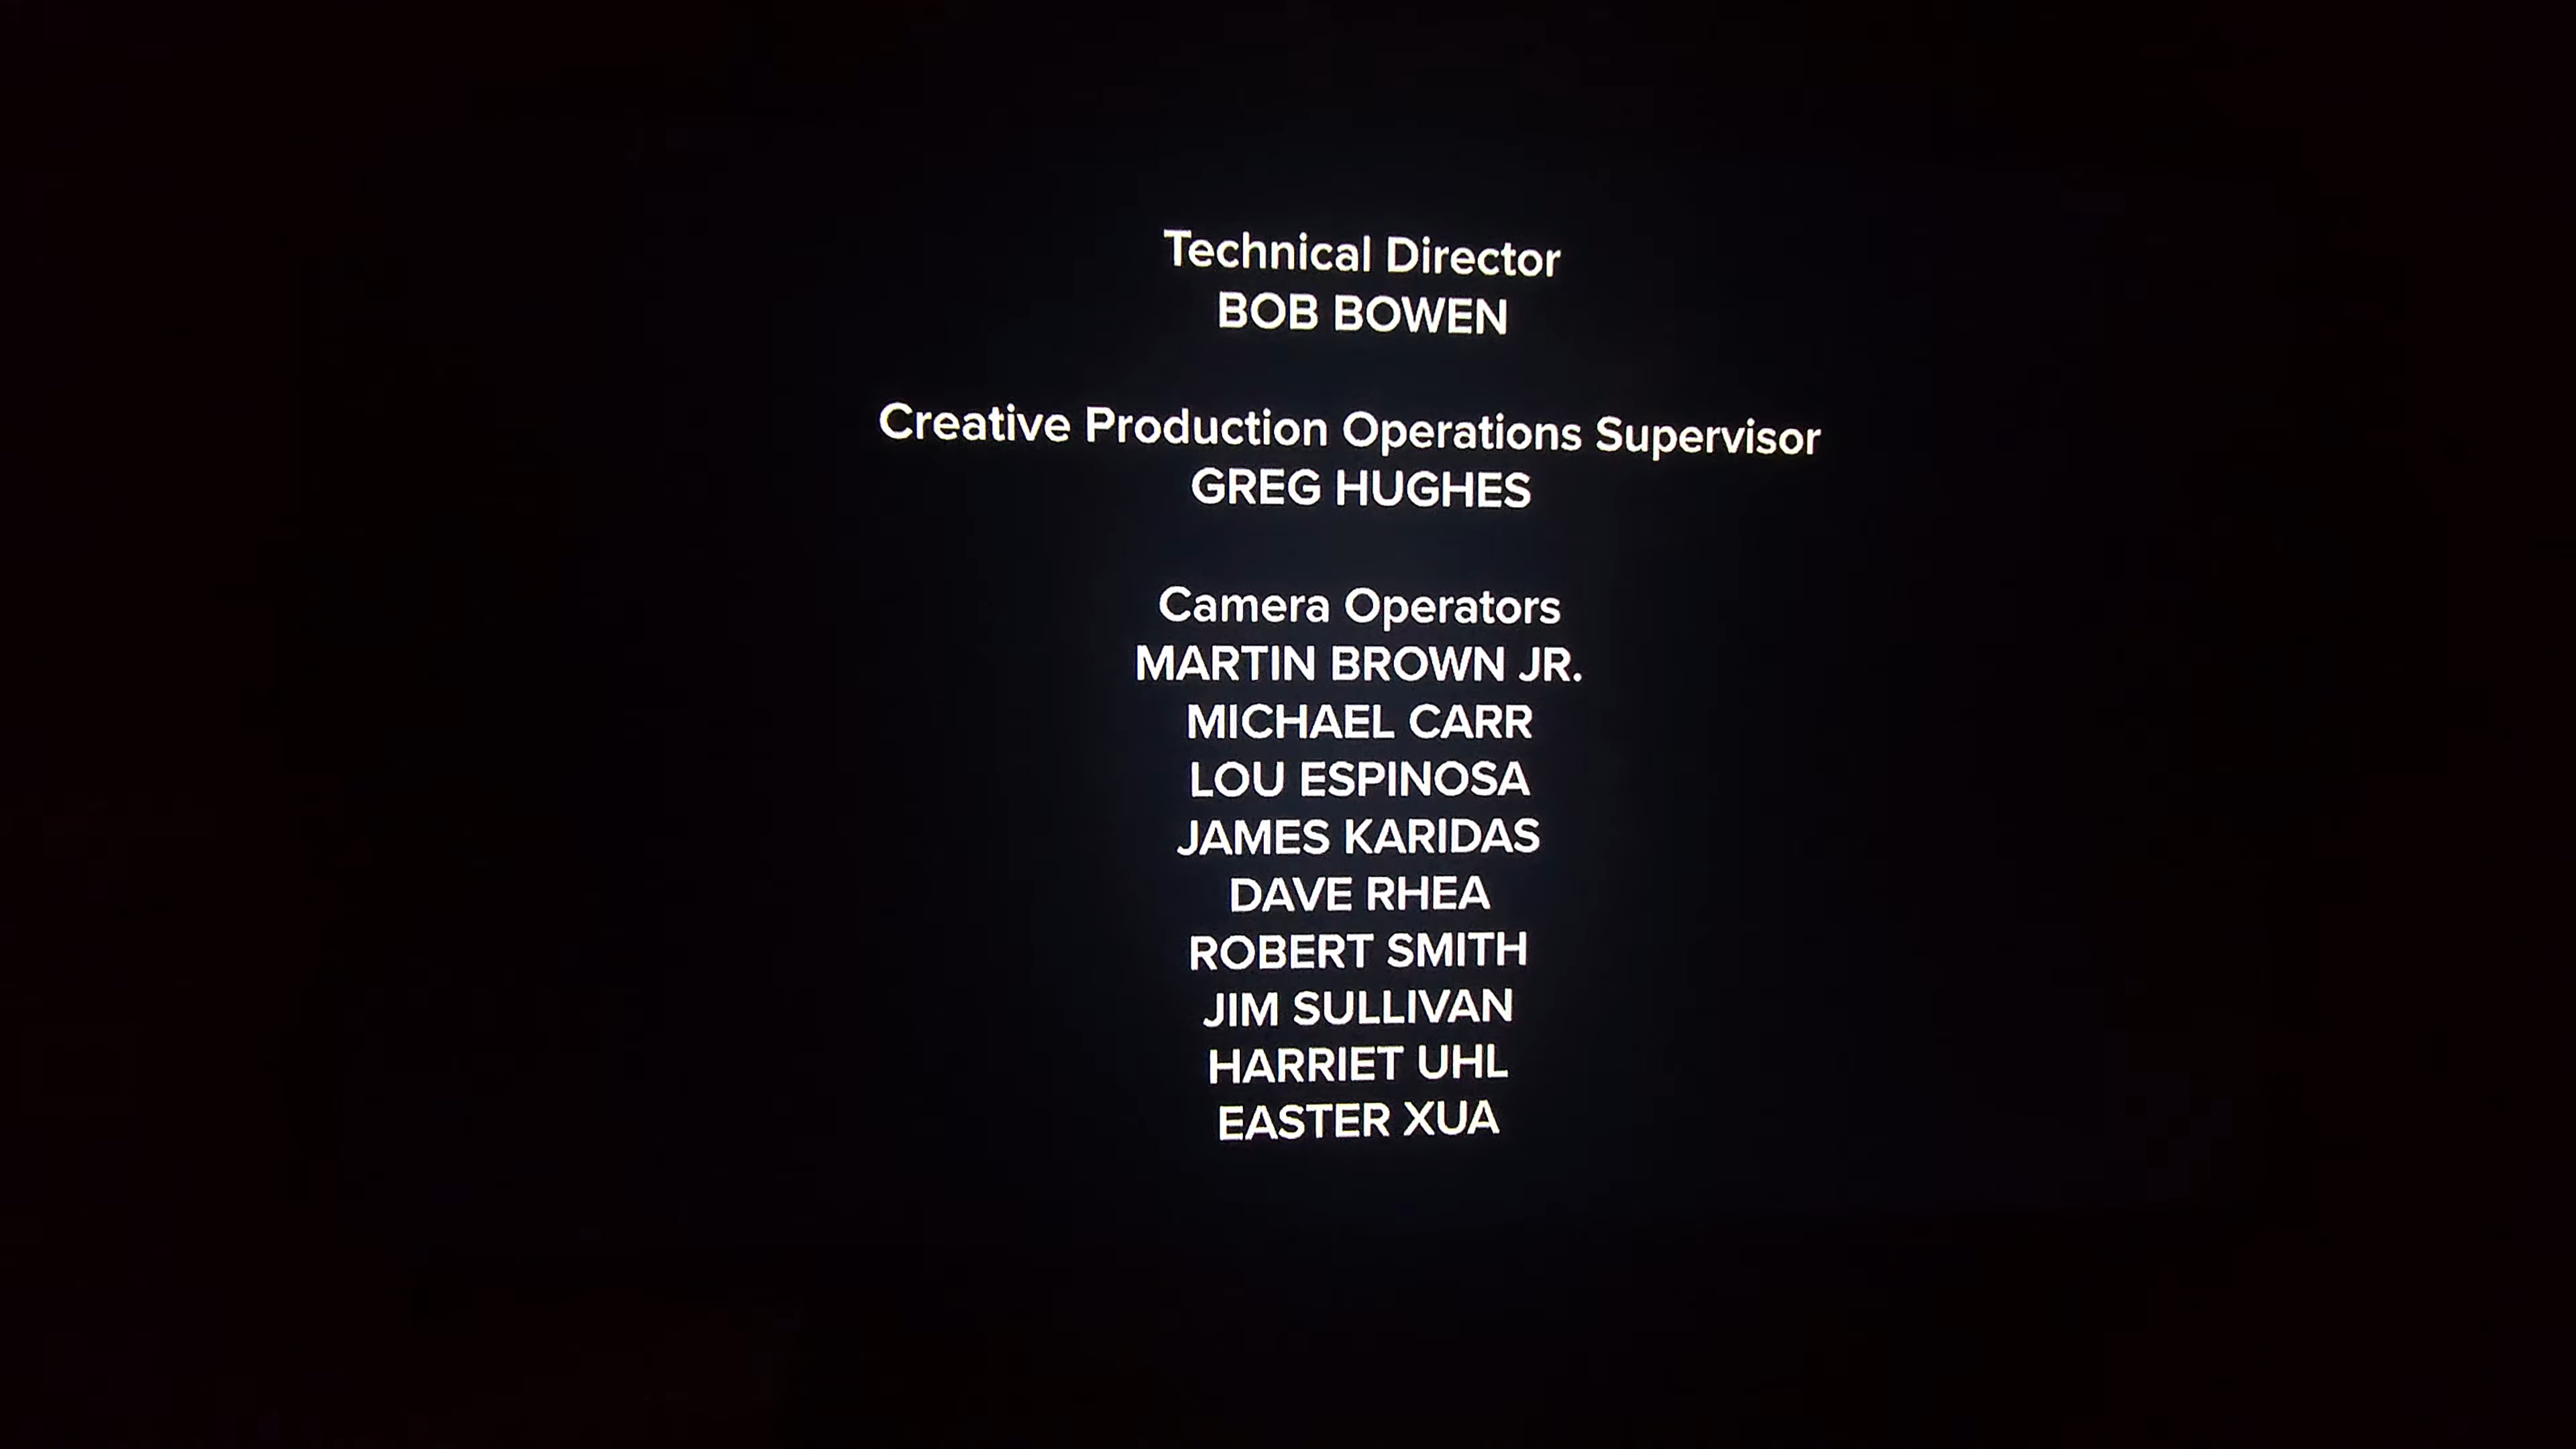 Technical Director
BOB BOWEN
Creative Production Operations Supervisor
GREG HUGHES
Camera Operators
MARTIN BROWN JR.
MICHAEL CARR
LOU ESPINOSA
JAMES KARIDAS
DAVE RHEA
ROBERT SMITH
JIM SULLIVAN
HARRIET UHL
EASTER XUA